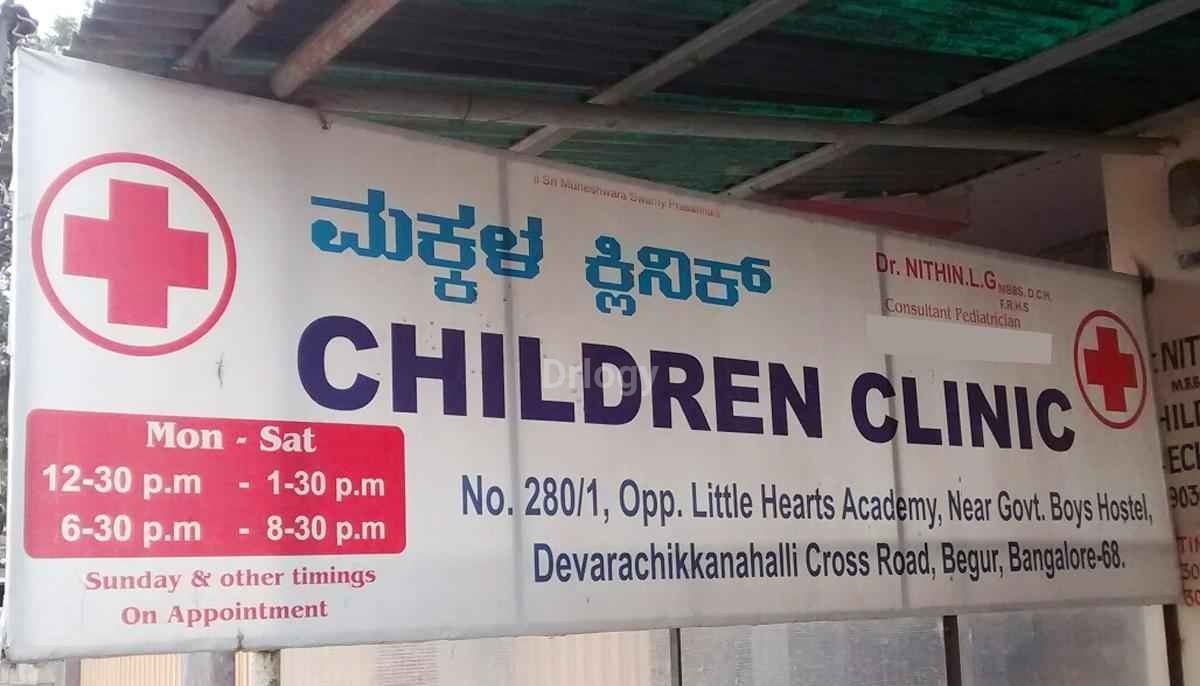 || Sri Muneshwara Swamy Prasanna ||
ಮಕ್ಕಳ ಕ್ಲಿನಿಕ್
Dr. NITHIN.L.G MBBS, D.C.H,
F.R.H.S
Consultant Pediatrician
CHILDREN CLINIC
Drlogy
Mon - Sat
12-30 p.m - 1-30 p.m
6-30 p.m - 8-30 p.m
Sunday & other timings
On Appointment
No. 280/1, Opp. Little Hearts Academy, Near Govt. Boys Hostel,
Devarachikkanahalli Cross Road, Begur, Bangalore-68.